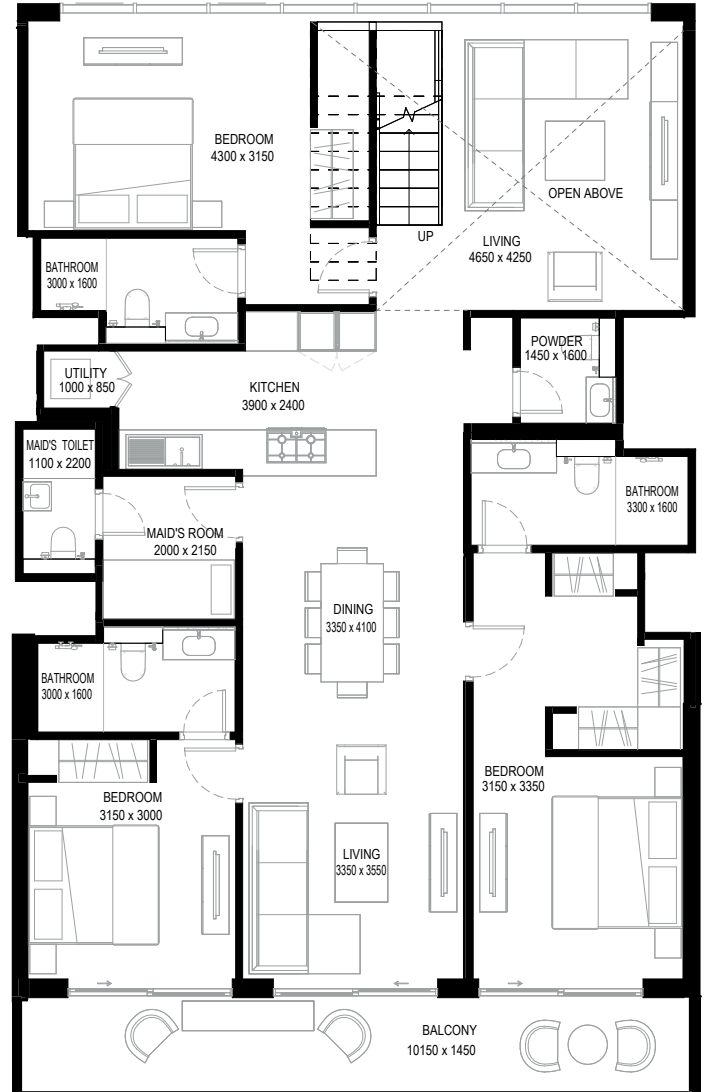 BEDROOM
4300 x 3150
OPEN ABOVE
UP
LIVING
4650 x 4250
BATHROOM
3000 x 1600
POWDER
1450 x 1600
UTILITY
1000 x 850
KITCHEN
3900 x 2400
MAID'S TOILET
1100 x 2200
BATHROOM
3300 x 1600
MAID'S ROOM
2000 x 2150
DINING
3350 x 4100
BATHROOM
3000 x 1600
BEDROOM
3150 x 3350
BEDROOM
3150 x 3000
LIVING
3350 x 3550
BALCONY
10150 x 1450